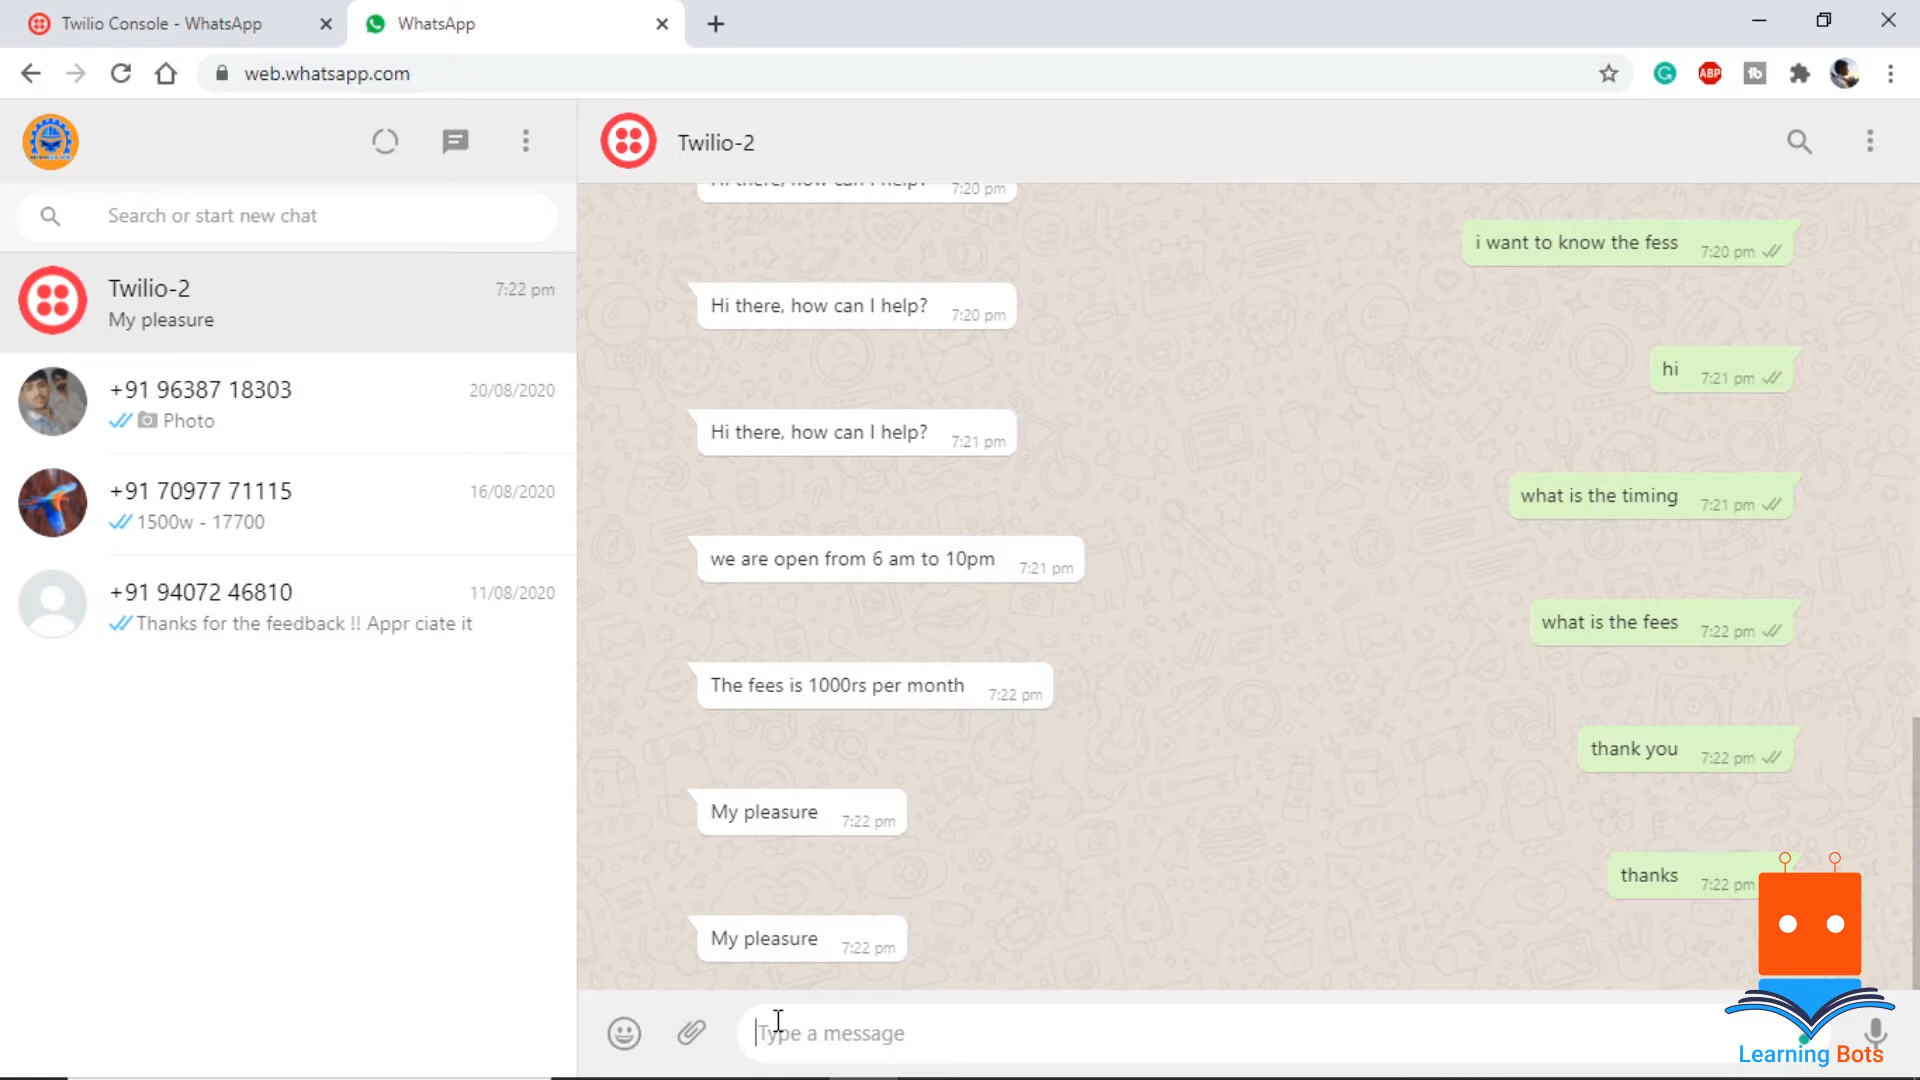 Twilio Console - WhatsApp
WhatsApp
web.whatsapp.com
ABP
tb
Twilio-2
Search or start new chat
Twilio-2
7:22 pm
My pleasure
+91 96387 18303
20/08/2020
Photo
+91 70977 71115
16/08/2020
1500w - 17700
+91 94072 46810
11/08/2020
Thanks for the feedback !! Appr ciate it
Hi there, how can I help? 7:20 pm
i want to know the fess 7:20 pm
Hi there, how can I help? 7:20 pm
hi 7:21 pm
Hi there, how can I help? 7:21 pm
what is the timing 7:21 pm
we are open from 6 am to 10pm 7:21 pm
what is the fees 7:22 pm
The fees is 1000rs per month 7:22 pm
thank you 7:22 pm
My pleasure 7:22 pm
thanks 7:22 pm
My pleasure 7:22 pm
Type a message
Learning Bots